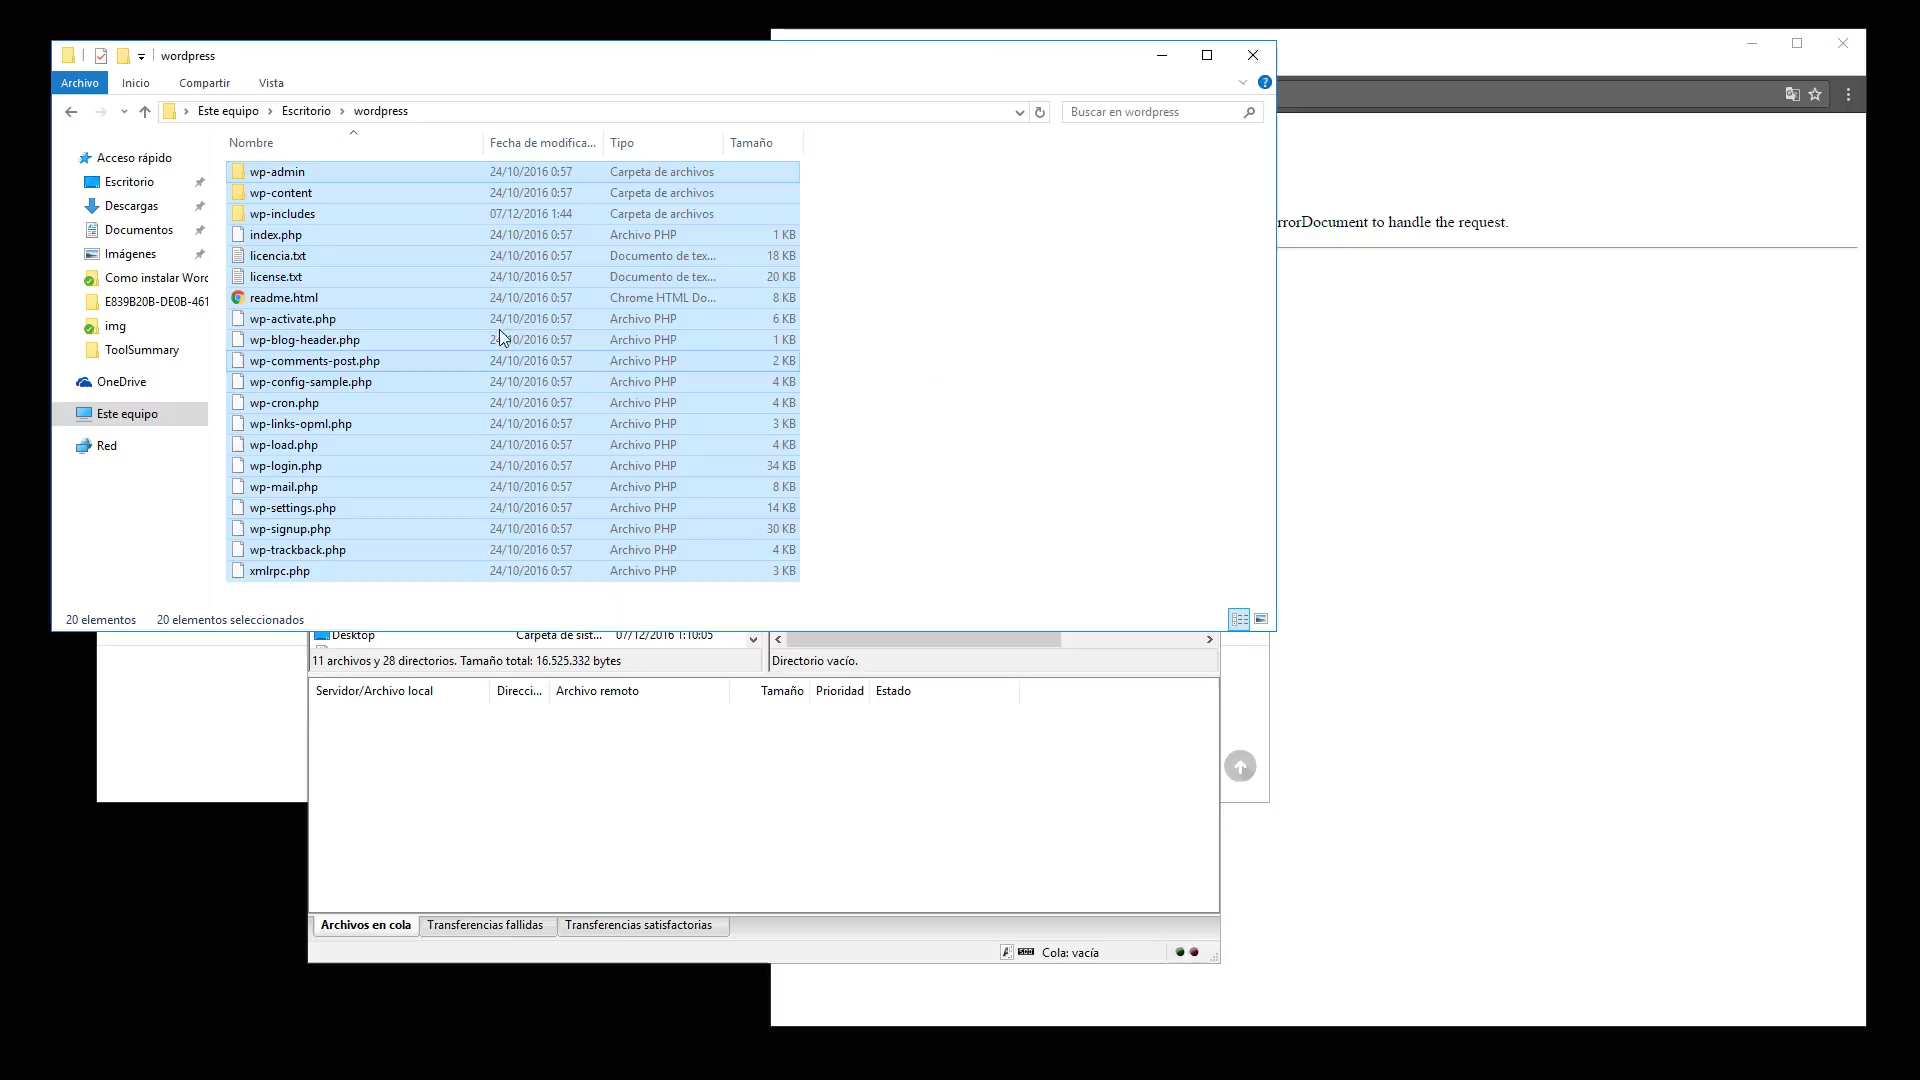 wordpress
Archivo Inicio Compartir Vista
Este equipo Escritorio wordpress
Buscar en wordpress
rrorDocument to handle the request.
Acceso rápido
Escritorio
Descargas
Documentos
Imágenes
Como instalar Word
E839B20B-DE0B-461
img
ToolSummary
OneDrive
Este equipo
Red
Nombre Fecha de modifica... Tipo Tamaño
wp-admin 24/10/2016 0:57 Carpeta de archivos
wp-content 24/10/2016 0:57 Carpeta de archivos
wp-includes 07/12/2016 1:44 Carpeta de archivos
index.php 24/10/2016 0:57 Archivo PHP 1 KB
licencia.txt 24/10/2016 0:57 Documento de tex... 18 KB
license.txt 24/10/2016 0:57 Documento de tex... 20 KB
readme.html 24/10/2016 0:57 Chrome HTML Do... 8 KB
wp-activate.php 24/10/2016 0:57 Archivo PHP 6 KB
wp-blog-header.php 24/10/2016 0:57 Archivo PHP 1 KB
wp-comments-post.php 24/10/2016 0:57 Archivo PHP 2 KB
wp-config-sample.php 24/10/2016 0:57 Archivo PHP 4 KB
wp-cron.php 24/10/2016 0:57 Archivo PHP 4 KB
wp-links-opml.php 24/10/2016 0:57 Archivo PHP 3 KB
wp-load.php 24/10/2016 0:57 Archivo PHP 4 KB
wp-login.php 24/10/2016 0:57 Archivo PHP 34 KB
wp-mail.php 24/10/2016 0:57 Archivo PHP 8 KB
wp-settings.php 24/10/2016 0:57 Archivo PHP 14 KB
wp-signup.php 24/10/2016 0:57 Archivo PHP 30 KB
wp-trackback.php 24/10/2016 0:57 Archivo PHP 4 KB
xmlrpc.php 24/10/2016 0:57 Archivo PHP 3 KB
20 elementos 20 elementos seleccionados
Desktop Carpeta de sist... 07/12/2016 1:10:05
11 archivos y 28 directorios. Tamaño total: 16.525.332 bytes
Directorio vacío.
Servidor/Archivo local Direcci... Archivo remoto Tamaño Prioridad Estado
Archivos en cola Transferencias fallidas Transferencias satisfactorias
Cola: vacía